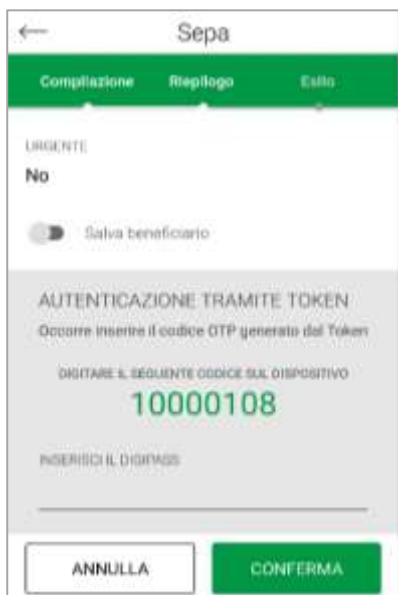 Sepa
Compilazione Riepilogo Esito
URGENTE
No
Salva beneficiario
AUTENTICAZIONE TRAMITE TOKEN
Occorre inserire il codice OTP generato dal Token
DIGITARE IL SEGUENTE CODICE SUL DISPOSITIVO
10000108
INSERISCI IL DIGIPASS
ANNULLA CONFERMA